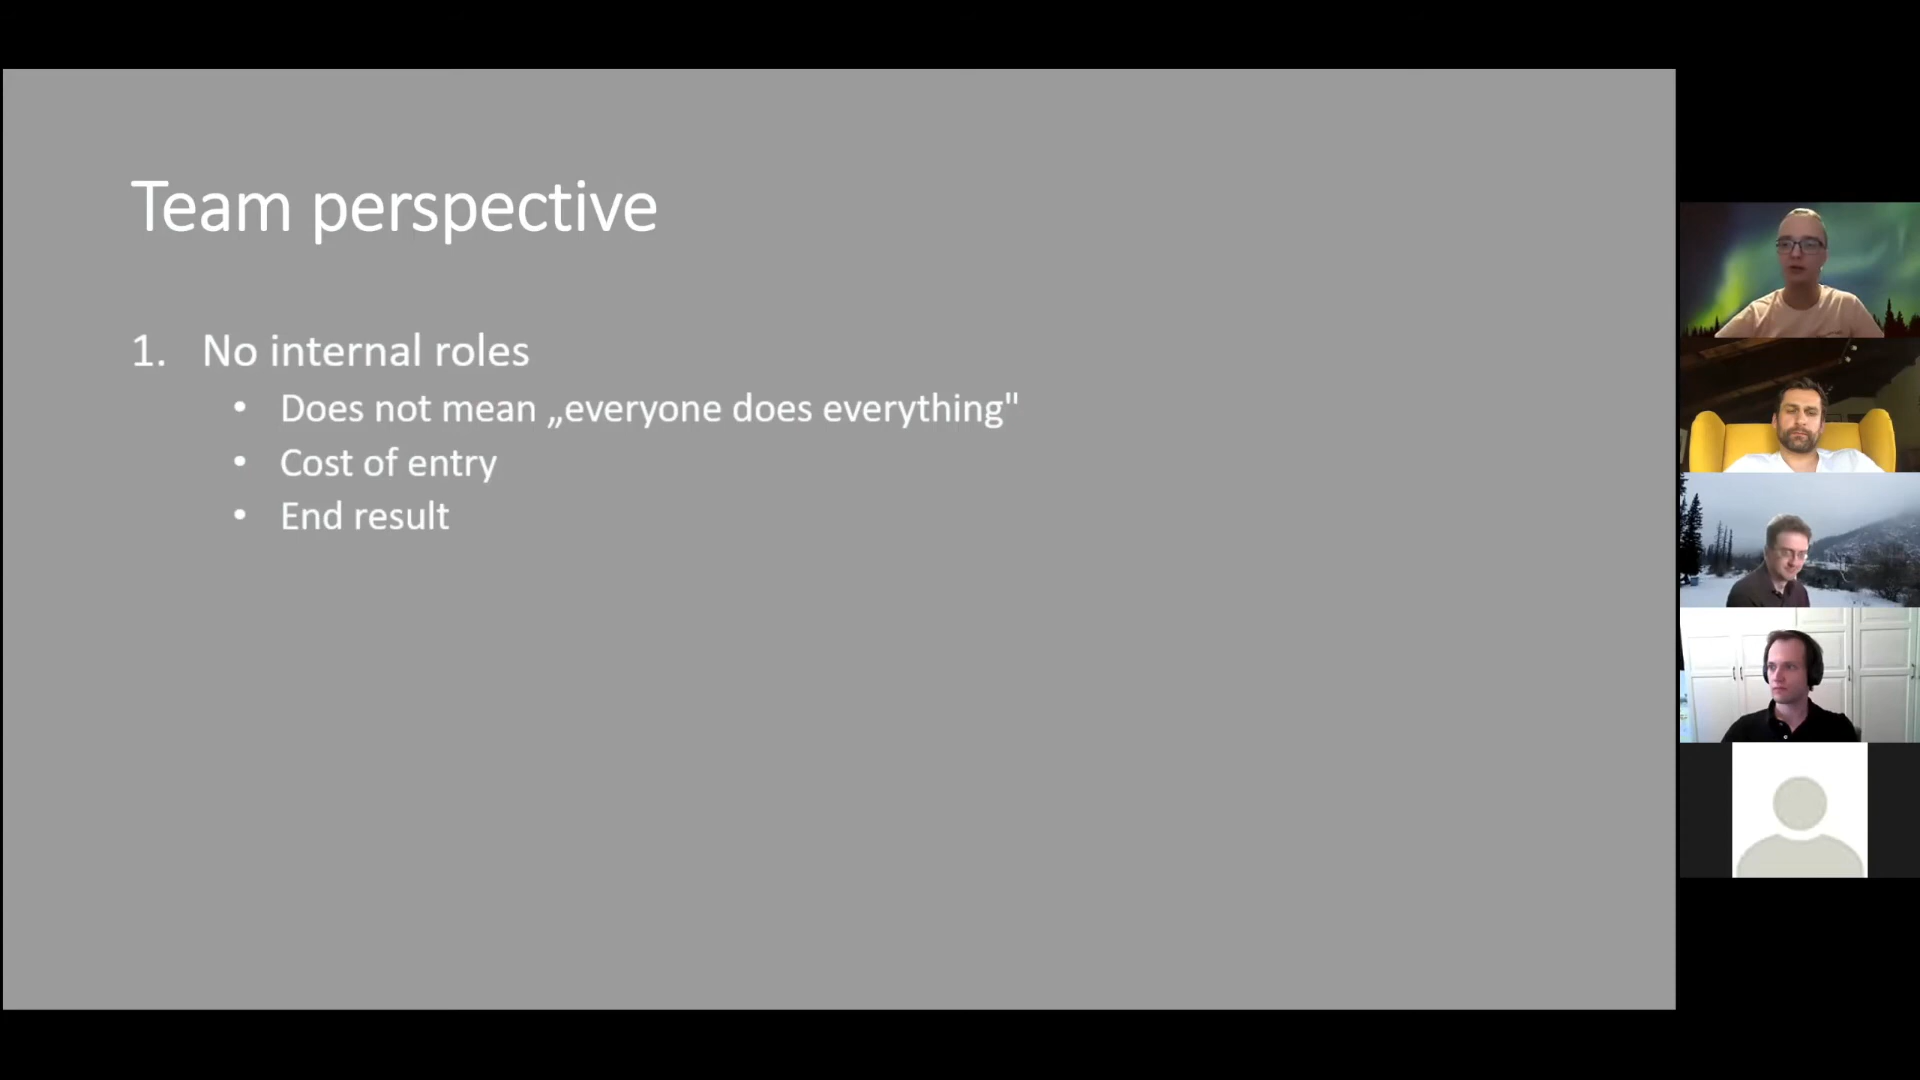 Team perspective
1. No internal roles
• Does not mean „everyone does everything"
• Cost of entry
• End result